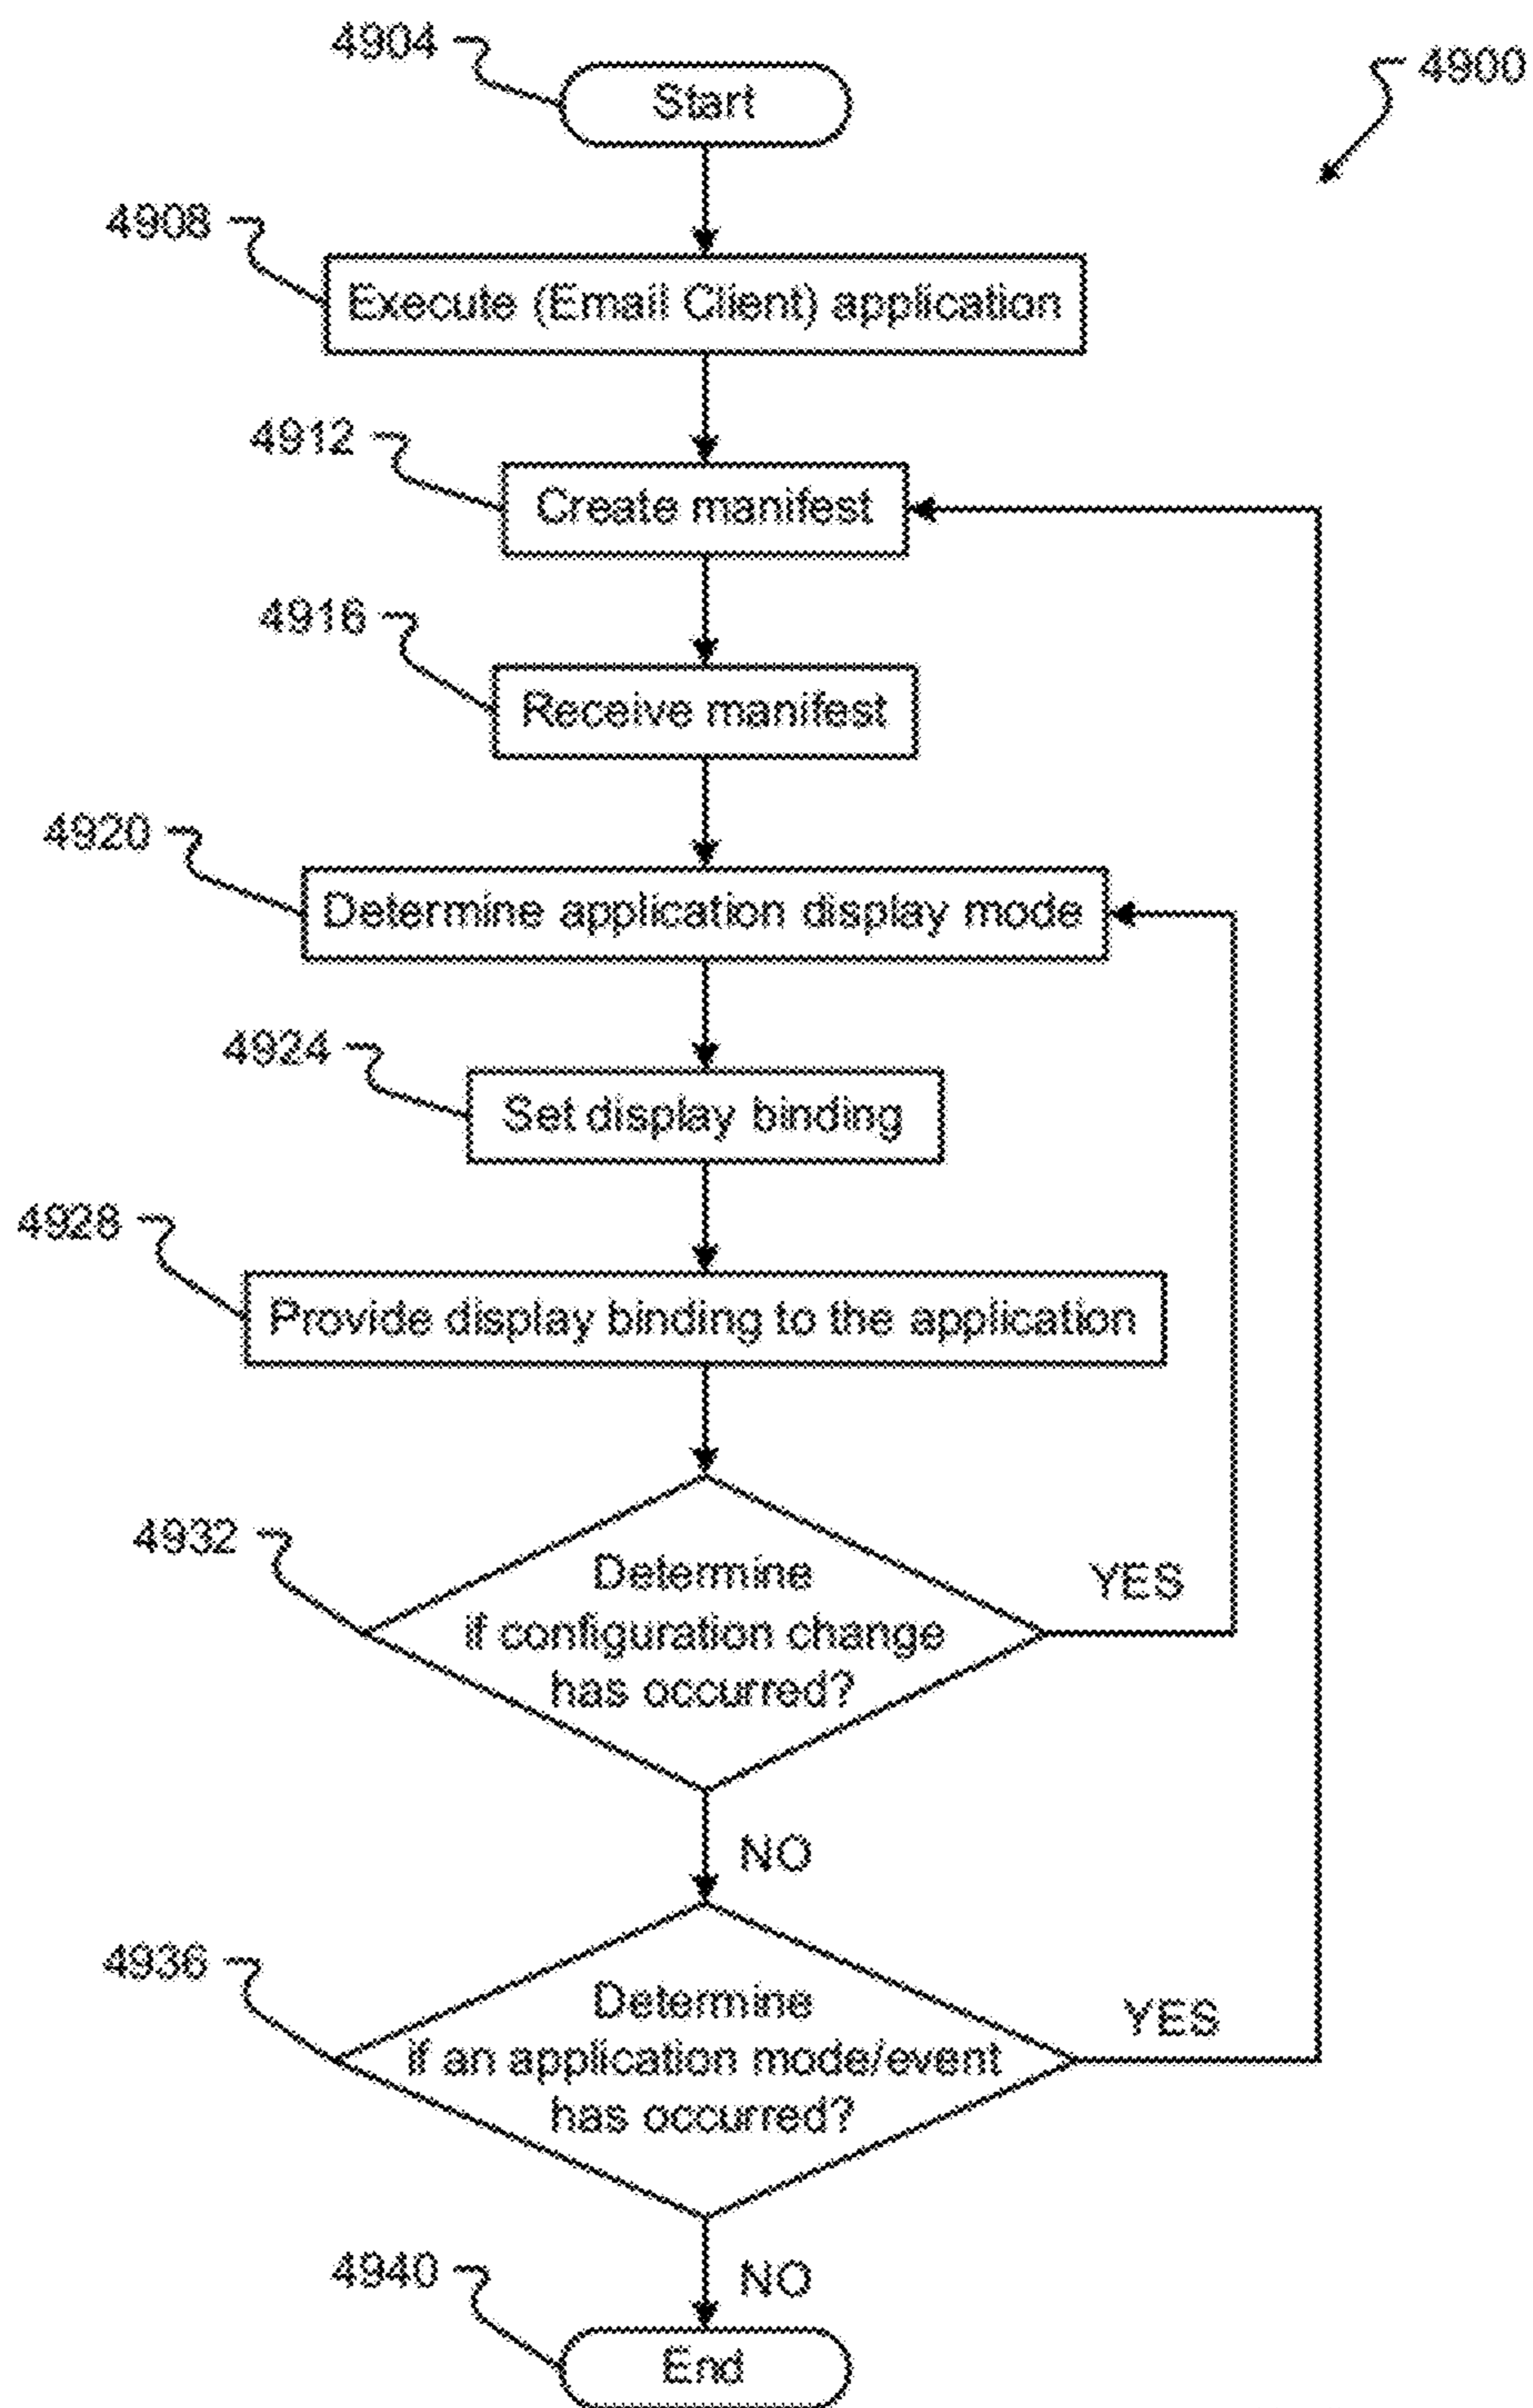 4904
Start
4900
4908
Execute (Email Client) application
4912
Create manifest
4916
Receive manifest
4920
Determine application display mode
4924
Set display binding
4928
Provide display binding to the application
4932
Determine
if configuration change
has occurred?
YES
NO
4936
Determine
if an application mode/event
has occurred?
YES
4940
NO
End